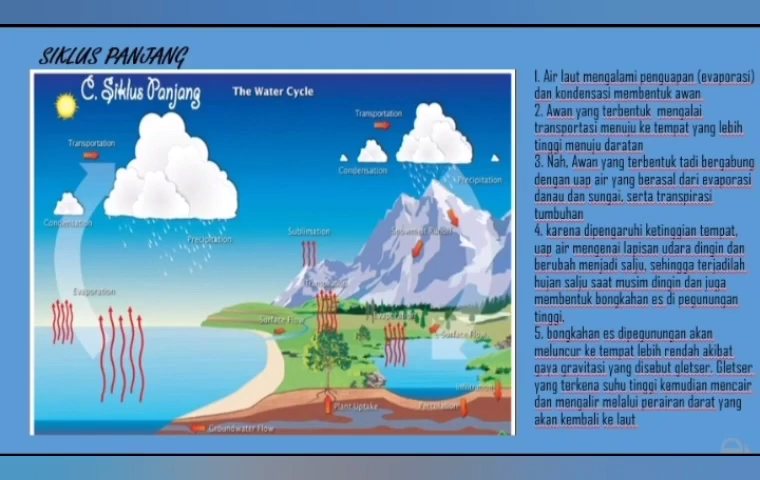 SIKLUS PANJANG
C. Siklus Panjang
The Water Cycle
Transportation
Transportation
Condensation
Precipitation
Condensation
Precipitation
Sublimation
Snowmelt Runoff
Evaporation
Transpiration
Surface Flow
Evaporation
Surface Flow
Infiltration
Plant Uptake
Percolation
Groundwater Flow
1. Air laut mengalami penguapan (evaporasi)
dan kondensasi membentuk awan
2. Awan yang terbentuk mengalai
transportasi menuju ke tempat yang lebih
tinggi menuju daratan
3. Nah, Awan yang terbentuk tadi bergabung
dengan uap air yang berasal dari evaporasi
danau dan sungai, serta transpirasi
tumbuhan
4. karena dipengaruhi ketinggian tempat,
uap air mengenai lapisan udara dingin dan
berubah menjadi salju, sehingga terjadilah
hujan salju saat musim dingin dan juga
membentuk bongkahan es di pegunungan
tinggi.
5. bongkahan es dipegunungan akan
meluncur ke tempat lebih rendah akibat
gaya gravitasi yang disebut gletser. Gletser
yang terkena suhu tinggi kemudian mencair
dan mengalir melalui perairan darat yang
akan kembali ke laut